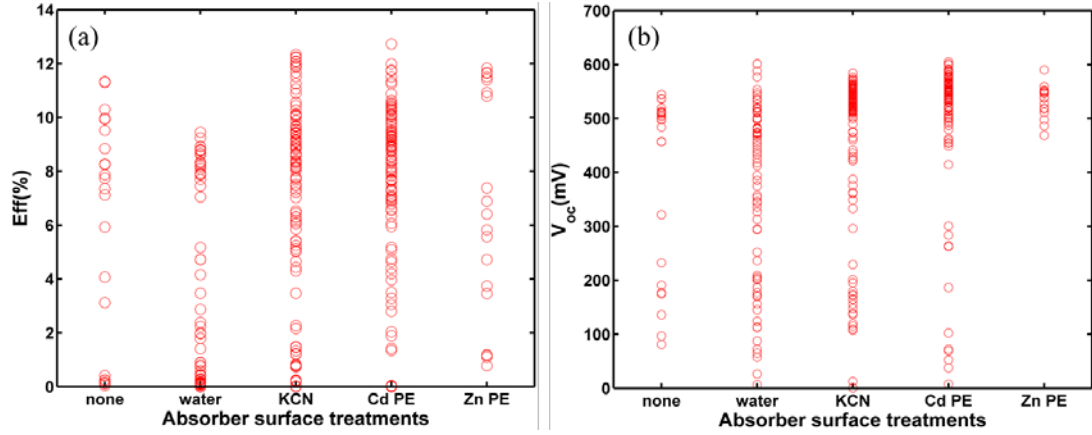 (a)
Eff(%)
14
12
10
8
6
4
2
0
none water KCN Cd PE Zn PE
Absorber surface treatments
(b)
V_OC(mV)
700
600
500
400
300
200
100
0
none water KCN Cd PE Zn PE
Absorber surface treatments